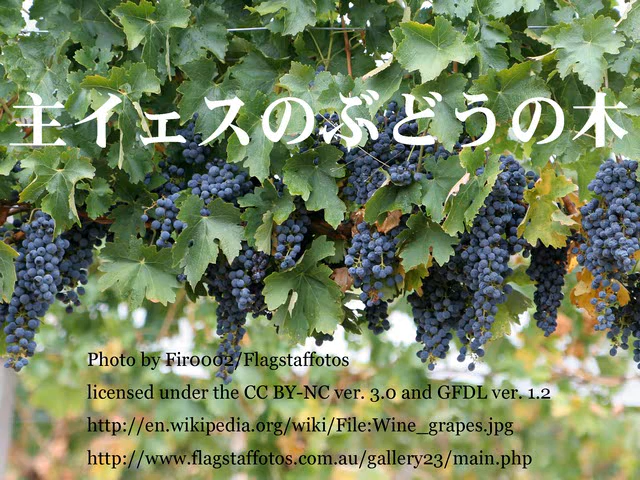 主イエスのぶどうの木
Photo by Fir0002/Flagstaffotos
licensed under the CC BY-NC ver. 3.0 and GFDL ver. 1.2
http://en.wikipedia.org/wiki/File:Wine_grapes.jpg
http://www.flagstaffotos.com.au/gallery23/main.php